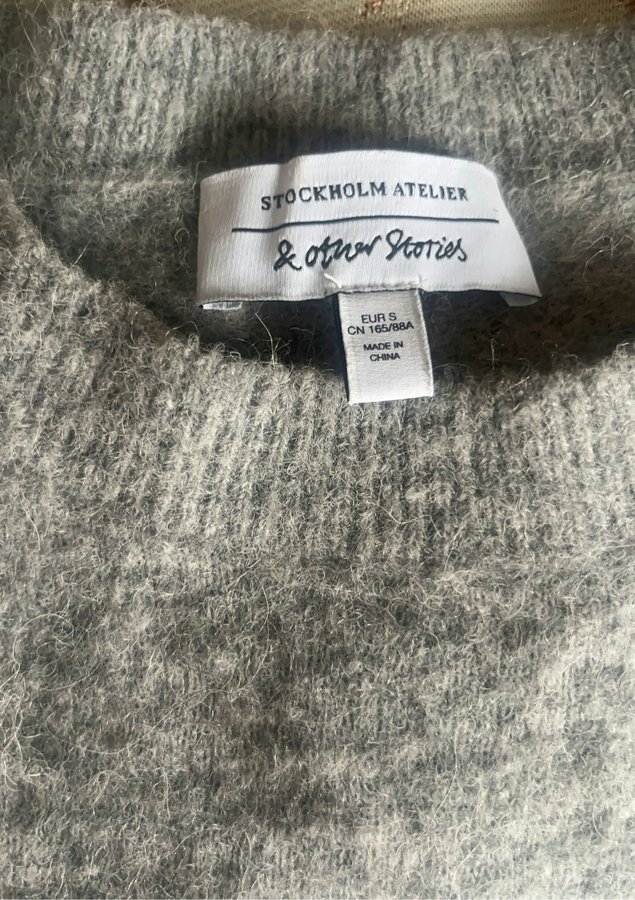 STOCKHOLM ATELIER
& other Stories
EUR S
CN 165/88A
MADE IN
CHINA